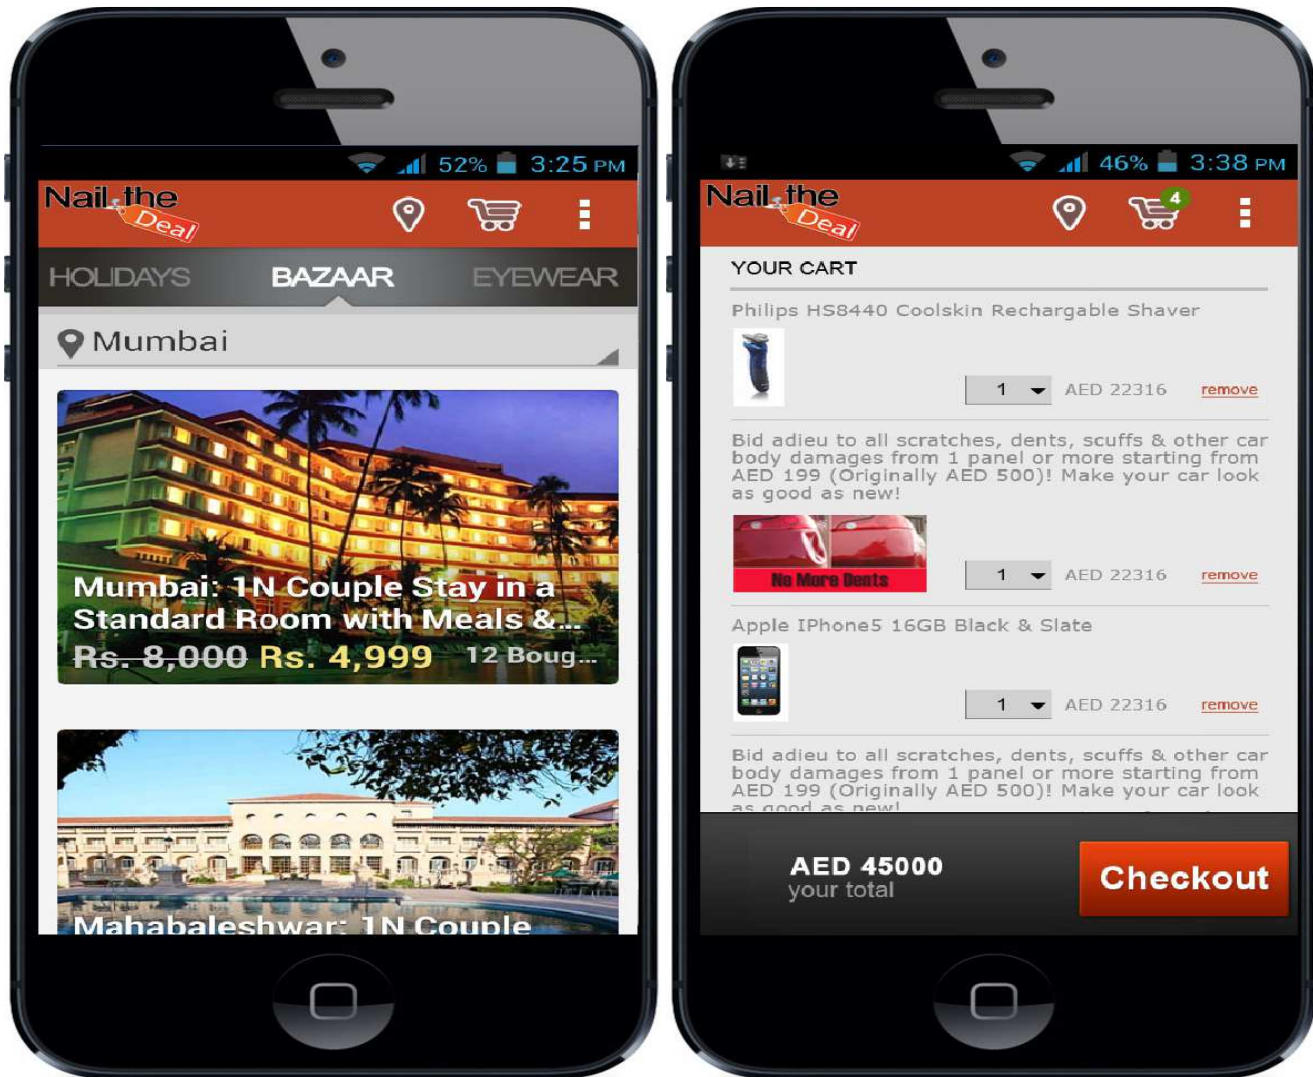 52% 3:25 PM
Nail the
Deal
HOLIDAYS BAZAAR EYEWEAR
Mumbai
Mumbai: 1N Couple Stay in a
Standard Room with Meals &...
Rs. 8,000 Rs. 4,999 12 Boug...
Mahabaleshwar: 1N Couple
46% 3:38 PM
Nail the
Deal
4
YOUR CART
Philips HS8440 Coolskin Rechargable Shaver
1 AED 22316 remove
Bid adieu to all scratches, dents, scuffs & other car
body damages from 1 panel or more starting from
AED 199 (Originally AED 500)! Make your car look
as good as new!
No More Dents
1 AED 22316 remove
Apple IPhone5 16GB Black & Slate
1 AED 22316 remove
Bid adieu to all scratches, dents, scuffs & other car
body damages from 1 panel or more starting from
AED 199 (Originally AED 500)! Make your car look
as good as new!
AED 45000
your total
Checkout